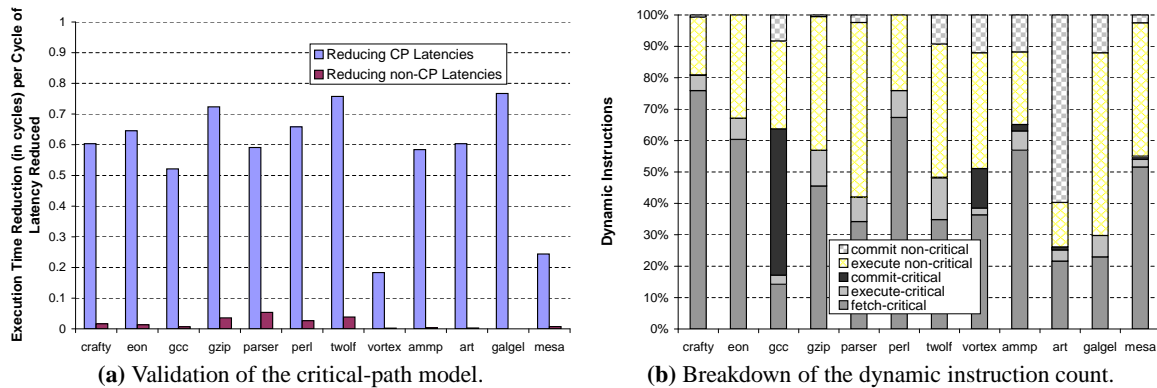 Execution Time Reduction (in cycles) per Cycle of
Latency Reduced
1
0.9
0.8
0.7
0.6
0.5
0.4
0.3
0.2
0.1
0
Reducing CP Latencies
Reducing non-CP Latencies
crafty eon gcc gzip parser perl twolf vortex ammp art galgel mesa
(a) Validation of the critical-path model.
Dynamic Instructions
100%
90%
80%
70%
60%
50%
40%
30%
20%
10%
0%
commit non-critical
execute non-critical
commit-critical
execute-critical
fetch-critical
crafty eon gcc gzip parser perl twolf vortex ammp art galgel mesa
(b) Breakdown of the dynamic instruction count.